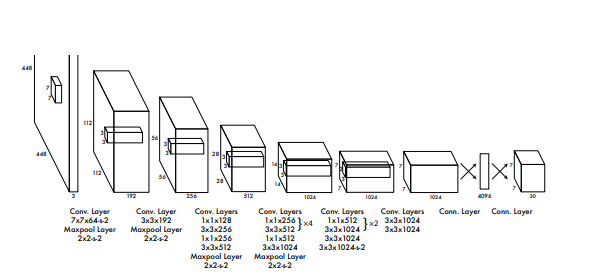 448
448
7
7
3
112
112
3
3
192
56
56
3
3
256
28
28
3
3
512
14
14
3
3
1024
7
7
3
3
1024
7
7
1024
4096
7
7
30
Conv. Layer
7x7x64-s-2
Maxpool Layer
2x2-s-2
Conv. Layer
3x3x192
Maxpool Layer
2x2-s-2
Conv. Layers
1x1x128
3x3x256
1x1x256
3x3x512
Maxpool Layer
2x2-s-2
Conv. Layers
1x1x256
3x3x512
}×4
1x1x512
3x3x1024
Maxpool Layer
2x2-s-2
Conv. Layers
1x1x512
3x3x1024
}×2
3x3x1024
3x3x1024-s-2
Conv. Layers
3x3x1024
3x3x1024
Conn. Layer
Conn. Layer